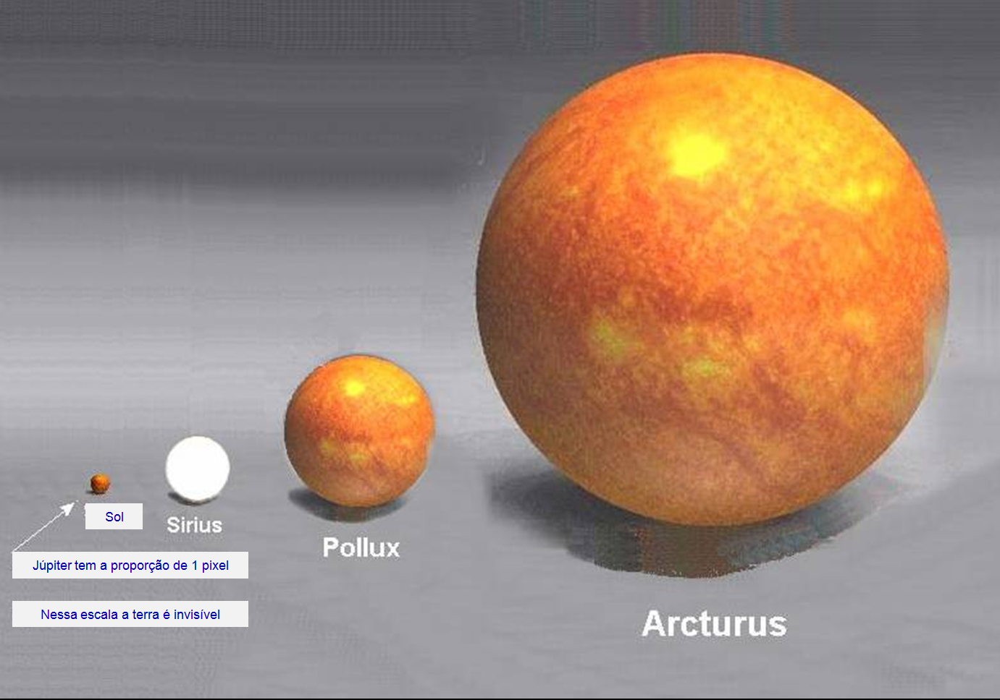 Sol
Sirius
Pollux
Júpiter tem a proporção de 1 pixel
Nessa escala a terra é invisível
Arcturus